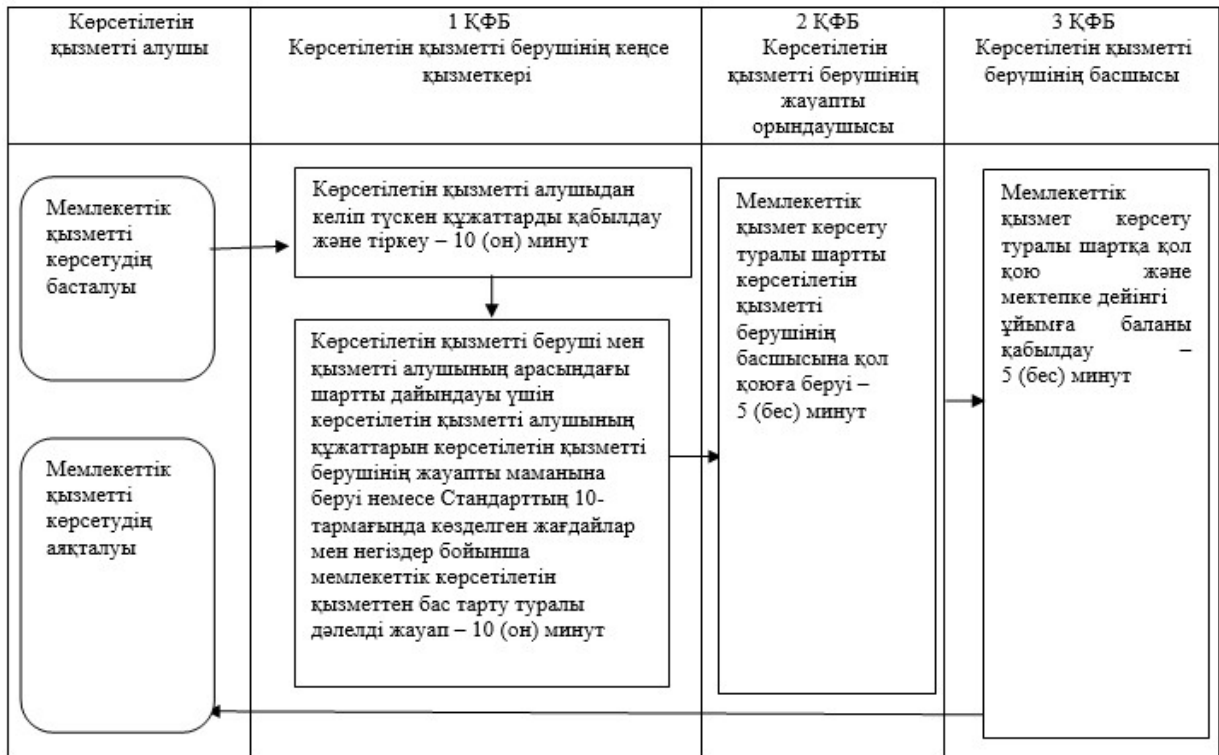 Көрсетілетін
қызметті алушы
1 ҚФБ
Көрсетілетін қызметті берушінің кеңсе
қызметкері
2 ҚФБ
Көрсетілетін
қызметті берушінің
жауапты
орындаушысы
3 ҚФБ
Көрсетілетін қызметті
берушінің басшысы
Мемлекеттік
қызметті
көрсетудің
басталуы
Көрсетілетін қызметті алушыдан
келіп түскен құжаттарды қабылдау
және тіркеу – 10 (он) минут
Көрсетілетін қызметті беруші мен
қызметті алушының арасындағы
шартты дайындауы үшін
көрсетілетін қызметті алушының
құжаттарын көрсетілетін қызметті
берушінің жауапты маманына
беруі немесе Стандарттың 10-
тармағында көзделген жағдайлар
мен негіздер бойынша
мемлекеттік көрсетілетін
қызметтен бас тарту туралы
дәлелді жауап – 10 (он) минут
Мемлекеттік
қызмет көрсету
туралы шартты
көрсетілетін
қызметті
берушінің
басшысына қол
қоюға беруі –
5 (бес) минут
Мемлекеттік
қызмет көрсету
туралы шартқа қол
қою және
мектепке дейінгі
ұйымға баланы
қабылдау –
5 (бес) минут
Мемлекеттік
қызметті
көрсетудің
аяқталуы